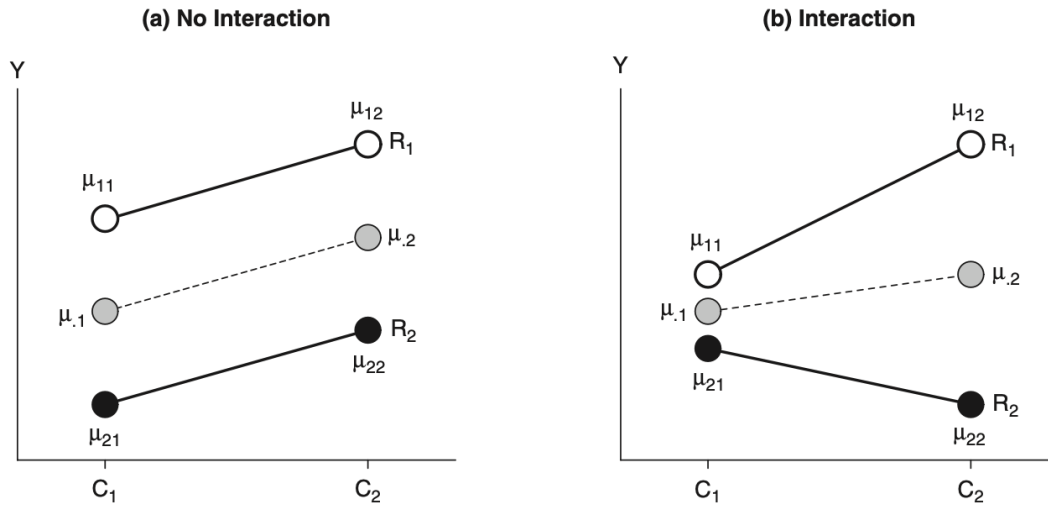 (a) No Interaction
Y
μ12
R1
μ11
μ.2
μ.1
R2
μ22
μ21
C1
C2
(b) Interaction
Y
μ12
R1
μ11
μ.2
μ.1
μ21
R2
μ22
C1
C2